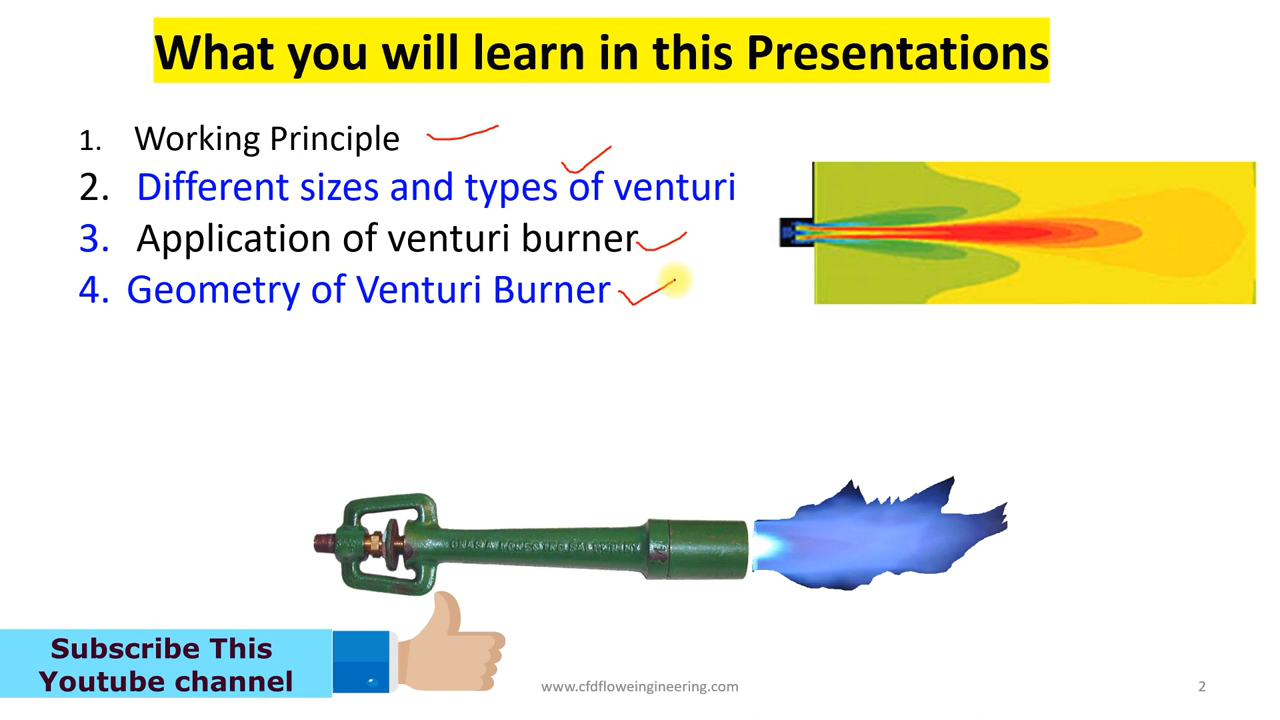 What you will learn in this Presentations
1. Working Principle
2. Different sizes and types of venturi
3. Application of venturi burner
4. Geometry of Venturi Burner
Subscribe This
Youtube channel
www.cfdfloweingineering.com
2